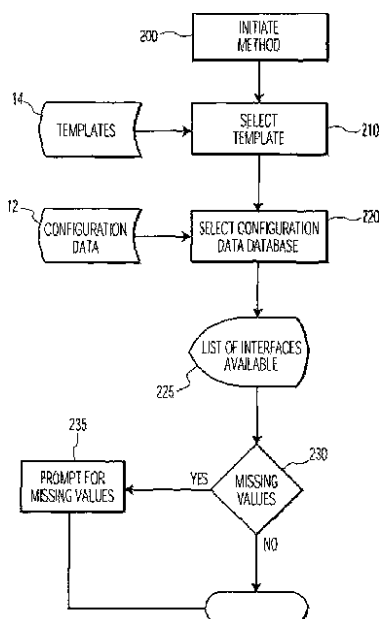 200
INITIATE
METHOD
14
TEMPLATES
SELECT
TEMPLATE
210
12
CONFIGURATION
DATA
SELECT CONFIGURATION
DATA DATABASE
220
LIST OF INTERFACES
AVAILABLE
225
235
PROMPT FOR
MISSING VALUES
YES
MISSING
VALUES
230
NO